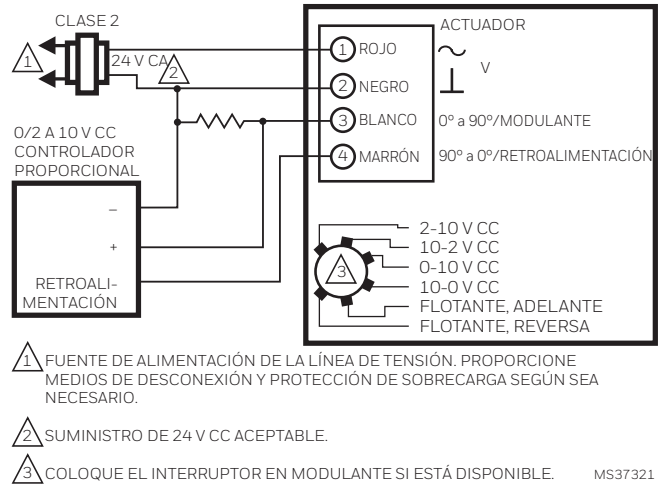 CLASE 2
24 V CA
1
2
ACTUADOR
1 ROJO
V
2 NEGRO
3 BLANCO 0º a 90º/MODULANTE
4 MARRÓN 90º a 0º/RETROALIMENTACIÓN
0/2 A 10 V CC
CONTROLADOR
PROPORCIONAL
–
+
RETROALI-
MENTACIÓN
3
2-10 V CC
10-2 V CC
0-10 V CC
10-0 V CC
FLOTANTE, ADELANTE
FLOTANTE, REVERSA
1 FUENTE DE ALIMENTACIÓN DE LA LÍNEA DE TENSIÓN. PROPORCIONE
MEDIOS DE DESCONEXIÓN Y PROTECCIÓN DE SOBRECARGA SEGÚN SEA
NECESARIO.
2 SUMINISTRO DE 24 V CC ACEPTABLE.
3 COLOQUE EL INTERRUPTOR EN MODULANTE SI ESTÁ DISPONIBLE. MS37321